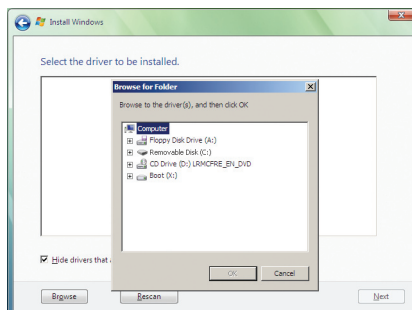 Install Windows
Select the driver to be installed.
Browse for Folder
Browse to the driver(s), and then click OK
Computer
Floppy Disk Drive (A:)
Removable Disk (C:)
CD Drive (D:) LRMCFRE_EN_DVD
Boot (X:)
Hide drivers that
OK
Cancel
Browse
Rescan
Next